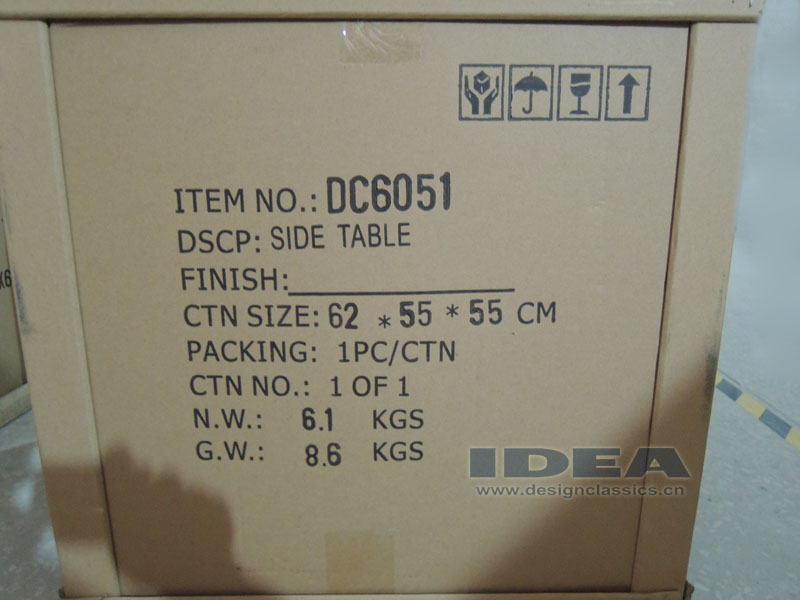 ITEM NO.: DC6051
DSCP: SIDE TABLE
FINISH:
CTN SIZE: 62 * 55 * 55 CM
PACKING: 1PC/CTN
CTN NO.: 1 OF 1
N.W.: 6.1 KGS
G.W.: 8.6 KGS
IDEA
www.designclassics.cn
X6